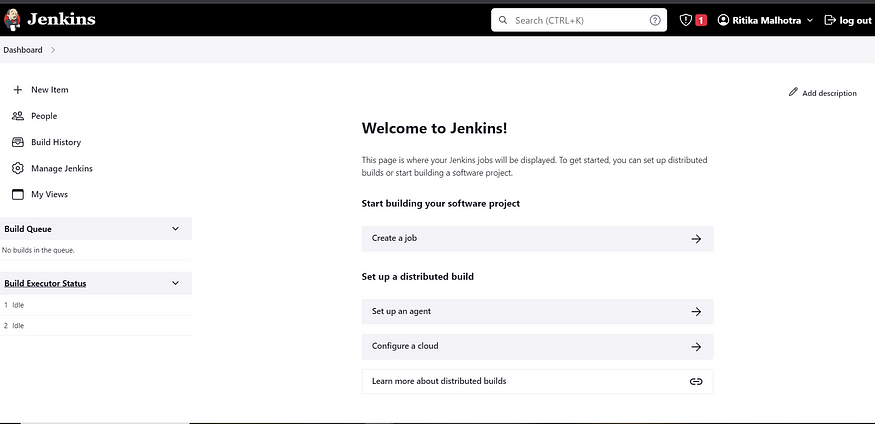 Jenkins
Search (CTRL+K)
1
Ritika Malhotra
log out
Dashboard
New Item
People
Build History
Manage Jenkins
My Views
Build Queue
No builds in the queue.
Build Executor Status
1 Idle
2 Idle
Add description
Welcome to Jenkins!
This page is where your Jenkins jobs will be displayed. To get started, you can set up distributed
builds or start building a software project.
Start building your software project
Create a job
Set up a distributed build
Set up an agent
Configure a cloud
Learn more about distributed builds